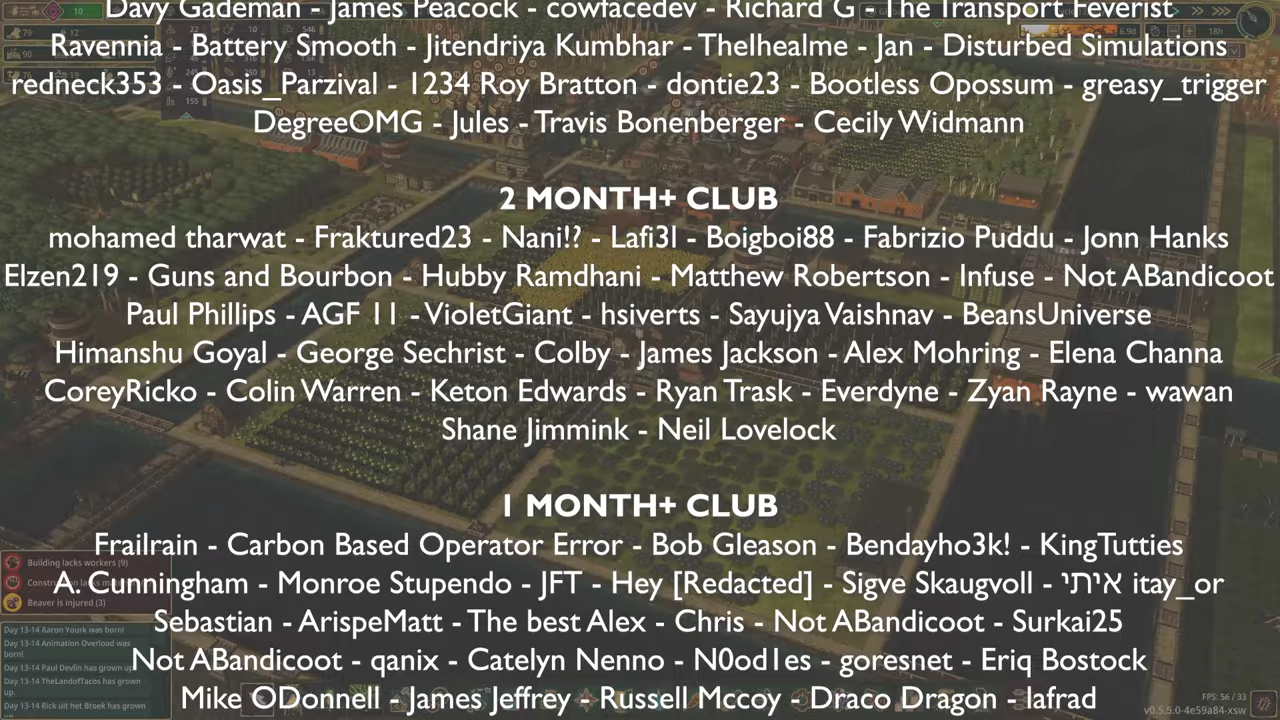 Davy Gademan - James Peacock - cowfacedev - Richard G - The Transport Feverist
Ravennia - Battery Smooth - Jitendriya Kumbhar - Thelhealme - Jan - Disturbed Simulations
redneck353 - Oasis_Parzival - 1234 Roy Bratton - dontie23 - Bootless Opossum - greasy_trigger
DegreeOMG - Jules - Travis Bonenberger - Cecily Widmann
2 MONTH+ CLUB
mohamed tharwat - Fraktured23 - Nani!? - Lafi3l - Boigboi88 - Fabrizio Puddu - Jonn Hanks
Elzen219 - Guns and Bourbon - Hubby Ramdhani - Matthew Robertson - Infuse - Not ABandicoot
Paul Phillips - AGF 11 - VioletGiant - hsiverts - Sayujya Vaishnav - BeansUniverse
Himanshu Goyal - George Sechrist - Colby - James Jackson - Alex Mohring - Elena Channa
CoreyRicko - Colin Warren - Keton Edwards - Ryan Trask - Everdyne - Zyan Rayne - wawan
Shane Jimmink - Neil Lovelock
1 MONTH+ CLUB
Frailrain - Carbon Based Operator Error - Bob Gleason - Bendayho3k! - KingTutties
A. Cunningham - Monroe Stupendo - JFT - Hey [Redacted] - Sigve Skaugvoll - איתי itay_or
Sebastian - ArispeMatt - The best Alex - Chris - Not ABandicoot - Surkai25
Not ABandicoot - qanix - Catelyn Nenno - N0od1es - goresnet - Eriq Bostock
Mike ODonnell - James Jeffrey - Russell Mccoy - Draco Dragon - lafrad
Building lacks workers (9)
Beaver is injured (3)
Day 13-14 Aaron Yourk was born!
Day 13-14 Animation Overload was
born!
Day 13-14 Paul Devlin has grown up.
Day 13-14 TheLandofTacos has grown
up.
Day 13-14 Rick uit het Broek has grown
FPS: 56 / 33
v0.5.5.0-4e59a84-xsw
10
79
12
90
546
155
6.9d
18h